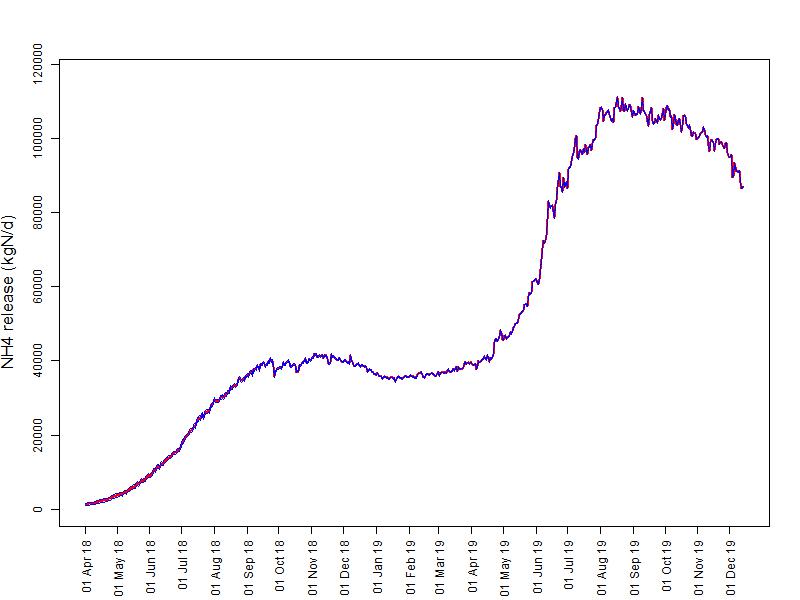 NH4 release (kgN/d)
120000
100000
80000
60000
40000
20000
0
01 Apr 18
01 May 18
01 Jun 18
01 Jul 18
01 Aug 18
01 Sep 18
01 Oct 18
01 Nov 18
01 Dec 18
01 Jan 19
01 Feb 19
01 Mar 19
01 Apr 19
01 May 19
01 Jun 19
01 Jul 19
01 Aug 19
01 Sep 19
01 Oct 19
01 Nov 19
01 Dec 19